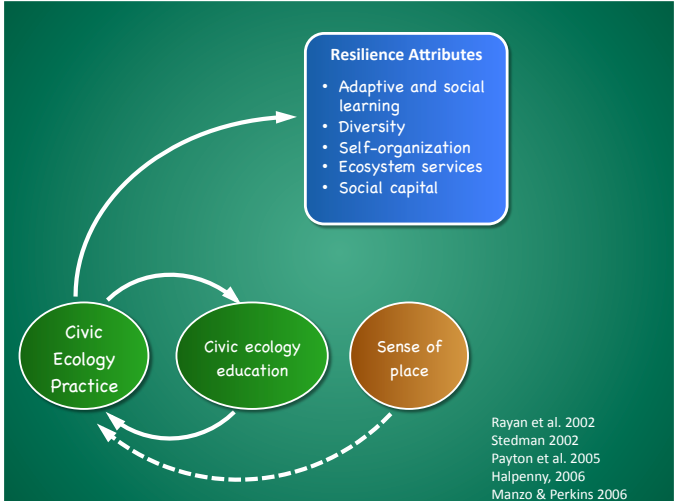 Resilience Attributes
• Adaptive and social
learning
• Diversity
• Self-organization
• Ecosystem services
• Social capital
Civic
Ecology
Practice
Civic ecology
education
Sense of
place
Rayan et al. 2002
Stedman 2002
Payton et al. 2005
Halpenny, 2006
Manzo & Perkins 2006